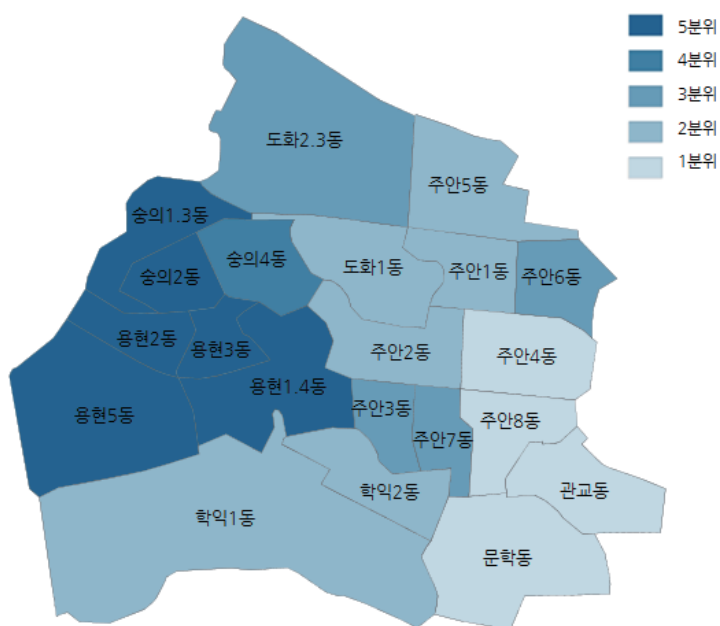 5분위
4분위
3분위
2분위
1분위
도화2.3동
주안5동
숭의1.3동
숭의2동
숭의4동
도화1동
주안1동
주안6동
용현2동
용현3동
주안2동
주안4동
용현5동
용현1.4동
주안3동
주안7동
주안8동
학익2동
관교동
학익1동
문학동